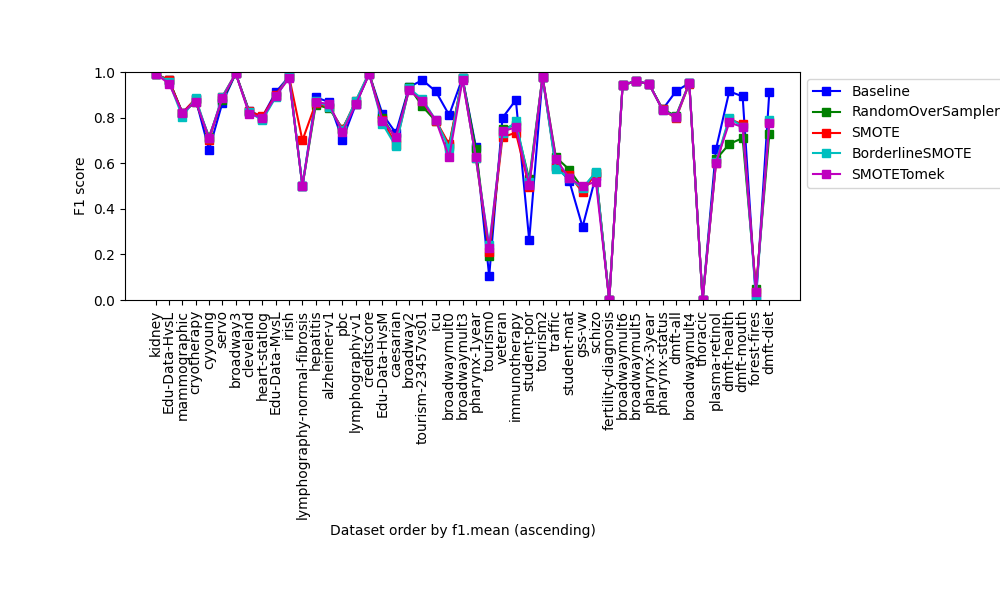 1.0
0.8
0.6
0.4
0.2
0.0
F1 score
Baseline
RandomOverSampler
SMOTE
BorderlineSMOTE
SMOTETomek
kidney
Edu-Data-HvsL
mammographic
cryotherapy
cyyoung
servo
broadway3
cleveland
heart-statlog
Edu-Data-MvsL
irish
lymphography-normal-fibrosis
hepatitis
alzheimer-v1
pbc
lymphography-v1
creditscore
Edu-Data-HvsM
caesarian
broadway2
tourism-23457vs01
icu
broadwaymult0
broadwaymult3
pharynx-1year
tourism0
veteran
immunotherapy
student-por
tourism2
traffic
student-mat
gss-vw
schizo
fertility-diagnosis
broadwaymult6
broadwaymult5
pharynx-3year
pharynx-status
dmft-all
broadwaymult4
thoracic
plasma-retinol
dmft-health
dmft-mouth
forest-fires
dmft-diet
Dataset order by f1.mean (ascending)